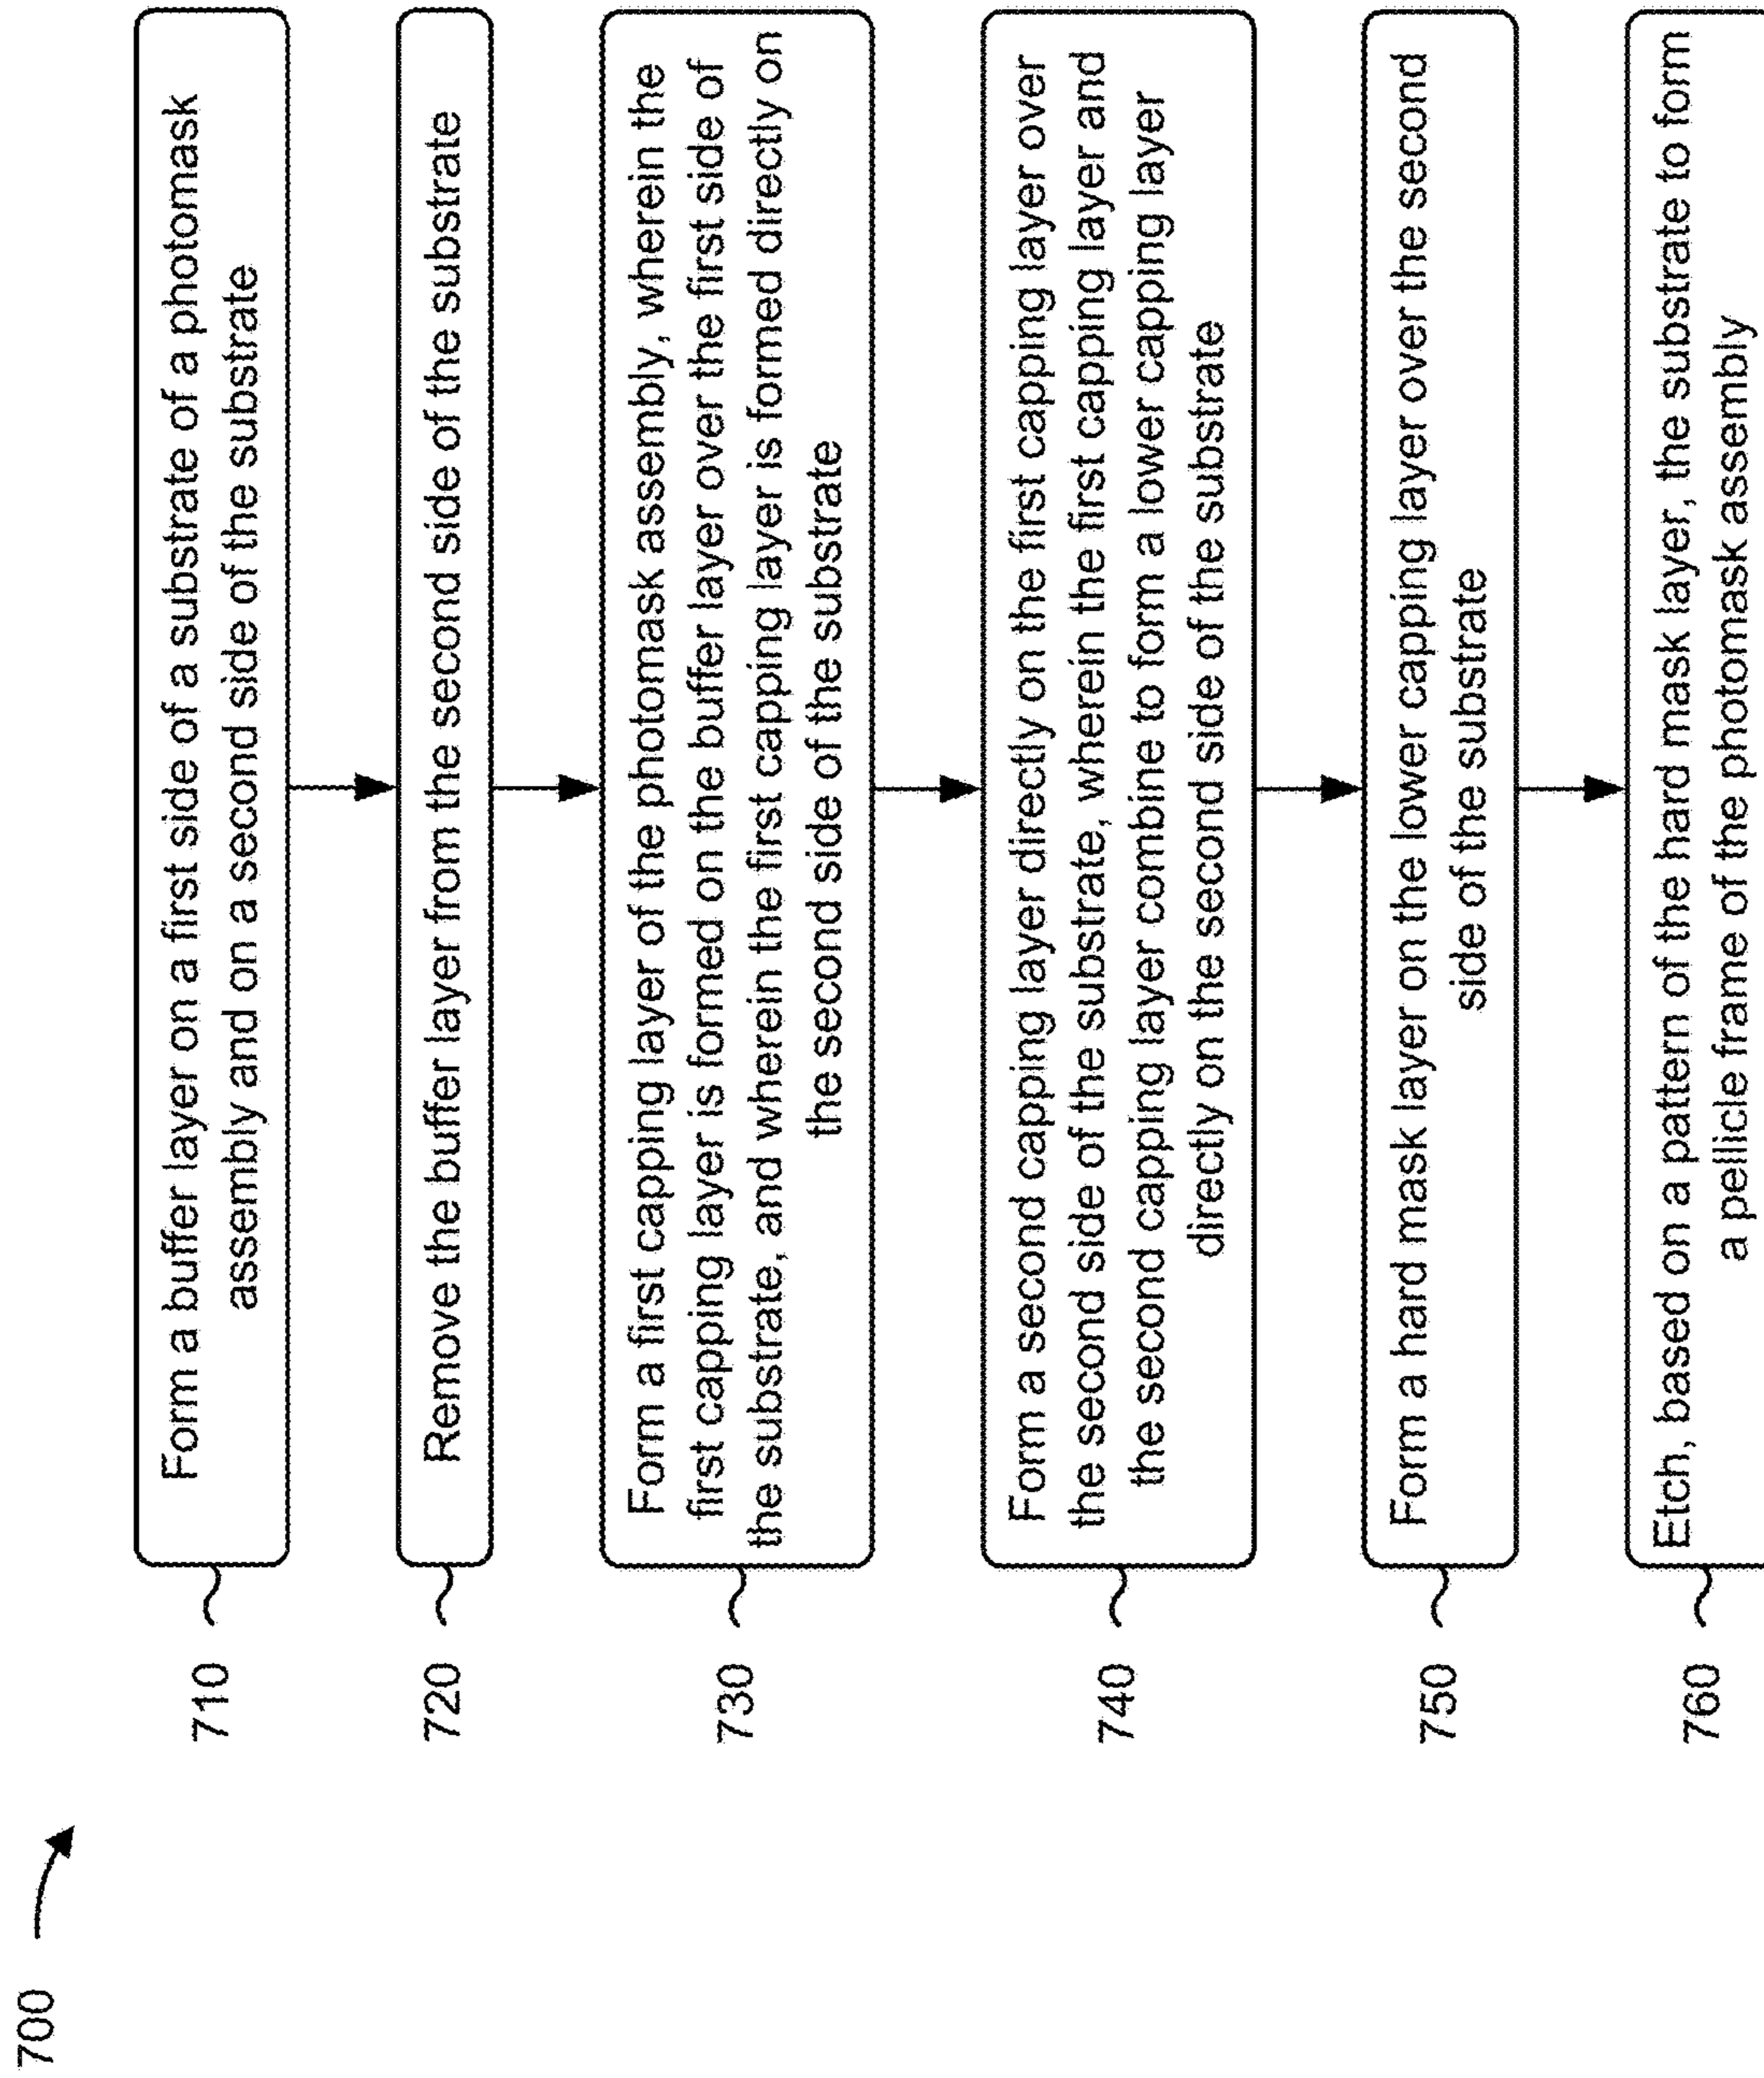 700
710
Form a buffer layer on a first side of a substrate of a photomask
assembly and on a second side of the substrate
720
Remove the buffer layer from the second side of the substrate
730
Form a first capping layer of the photomask assembly, wherein the
first capping layer is formed on the buffer layer over the first side of
the substrate, and wherein the first capping layer is formed directly on
the second side of the substrate
740
Form a second capping layer directly on the first capping layer over
the second side of the substrate, wherein the first capping layer and
the second capping layer combine to form a lower capping layer
directly on the second side of the substrate
750
Form a hard mask layer on the lower capping layer over the second
side of the substrate
760
Etch, based on a pattern of the hard mask layer, the substrate to form
a pellicle frame of the photomask assembly